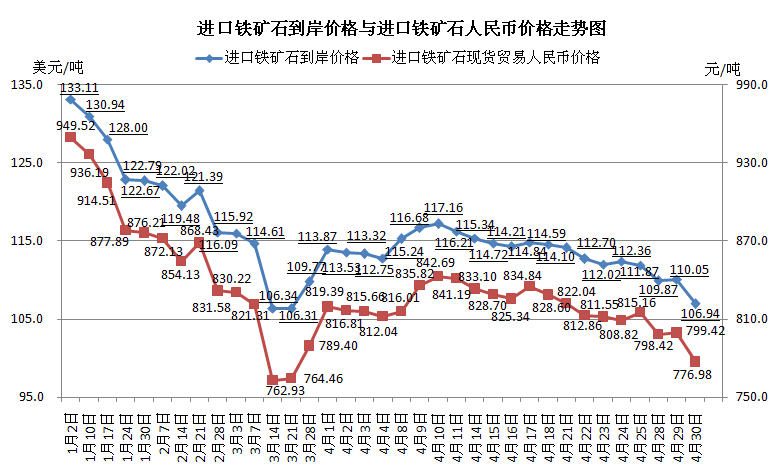 进口铁矿石到岸价格与进口铁矿石人民币价格走势图
进口铁矿石到岸价格
进口铁矿石现货贸易人民币价格
美元/吨
元/吨
135.0
125.0
115.0
105.0
95.0
990.0
930.0
870.0
810.0
750.0
133.11
130.94
128.00
122.79
122.67
122.02
119.48
121.39
116.09
115.92
114.61
106.34
106.31
109.77
113.87
113.53
113.32
112.75
115.24
116.68
117.16
116.21
115.34
114.72
114.21
114.84
114.59
114.10
112.70
112.02
112.36
111.87
109.87
110.05
106.94
949.52
936.19
914.51
877.89
876.21
872.13
854.13
868.43
831.58
830.22
821.31
762.93
764.46
789.40
819.39
816.81
815.66
812.04
816.01
835.82
842.69
841.19
833.10
828.70
825.34
834.84
828.60
822.04
812.86
811.55
808.82
815.16
798.42
799.42
776.98
1月2日
1月10日
1月17日
1月24日
1月30日
2月7日
2月14日
2月21日
2月28日
3月3日
3月7日
3月14日
3月21日
3月28日
4月1日
4月2日
4月3日
4月4日
4月8日
4月9日
4月10日
4月11日
4月14日
4月15日
4月16日
4月17日
4月18日
4月21日
4月22日
4月23日
4月24日
4月25日
4月28日
4月29日
4月30日